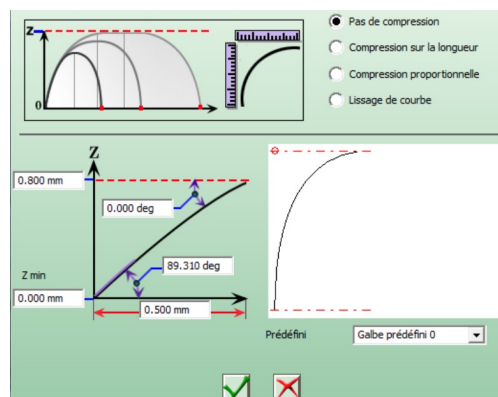 Z
0
Pas de compression
Compression sur la longueur
Compression proportionnelle
Lissage de courbe
Z
0.800 mm
0.000 deg
89.310 deg
Z min
0.000 mm
0.500 mm
Prédéfini
Galbe prédéfini 0